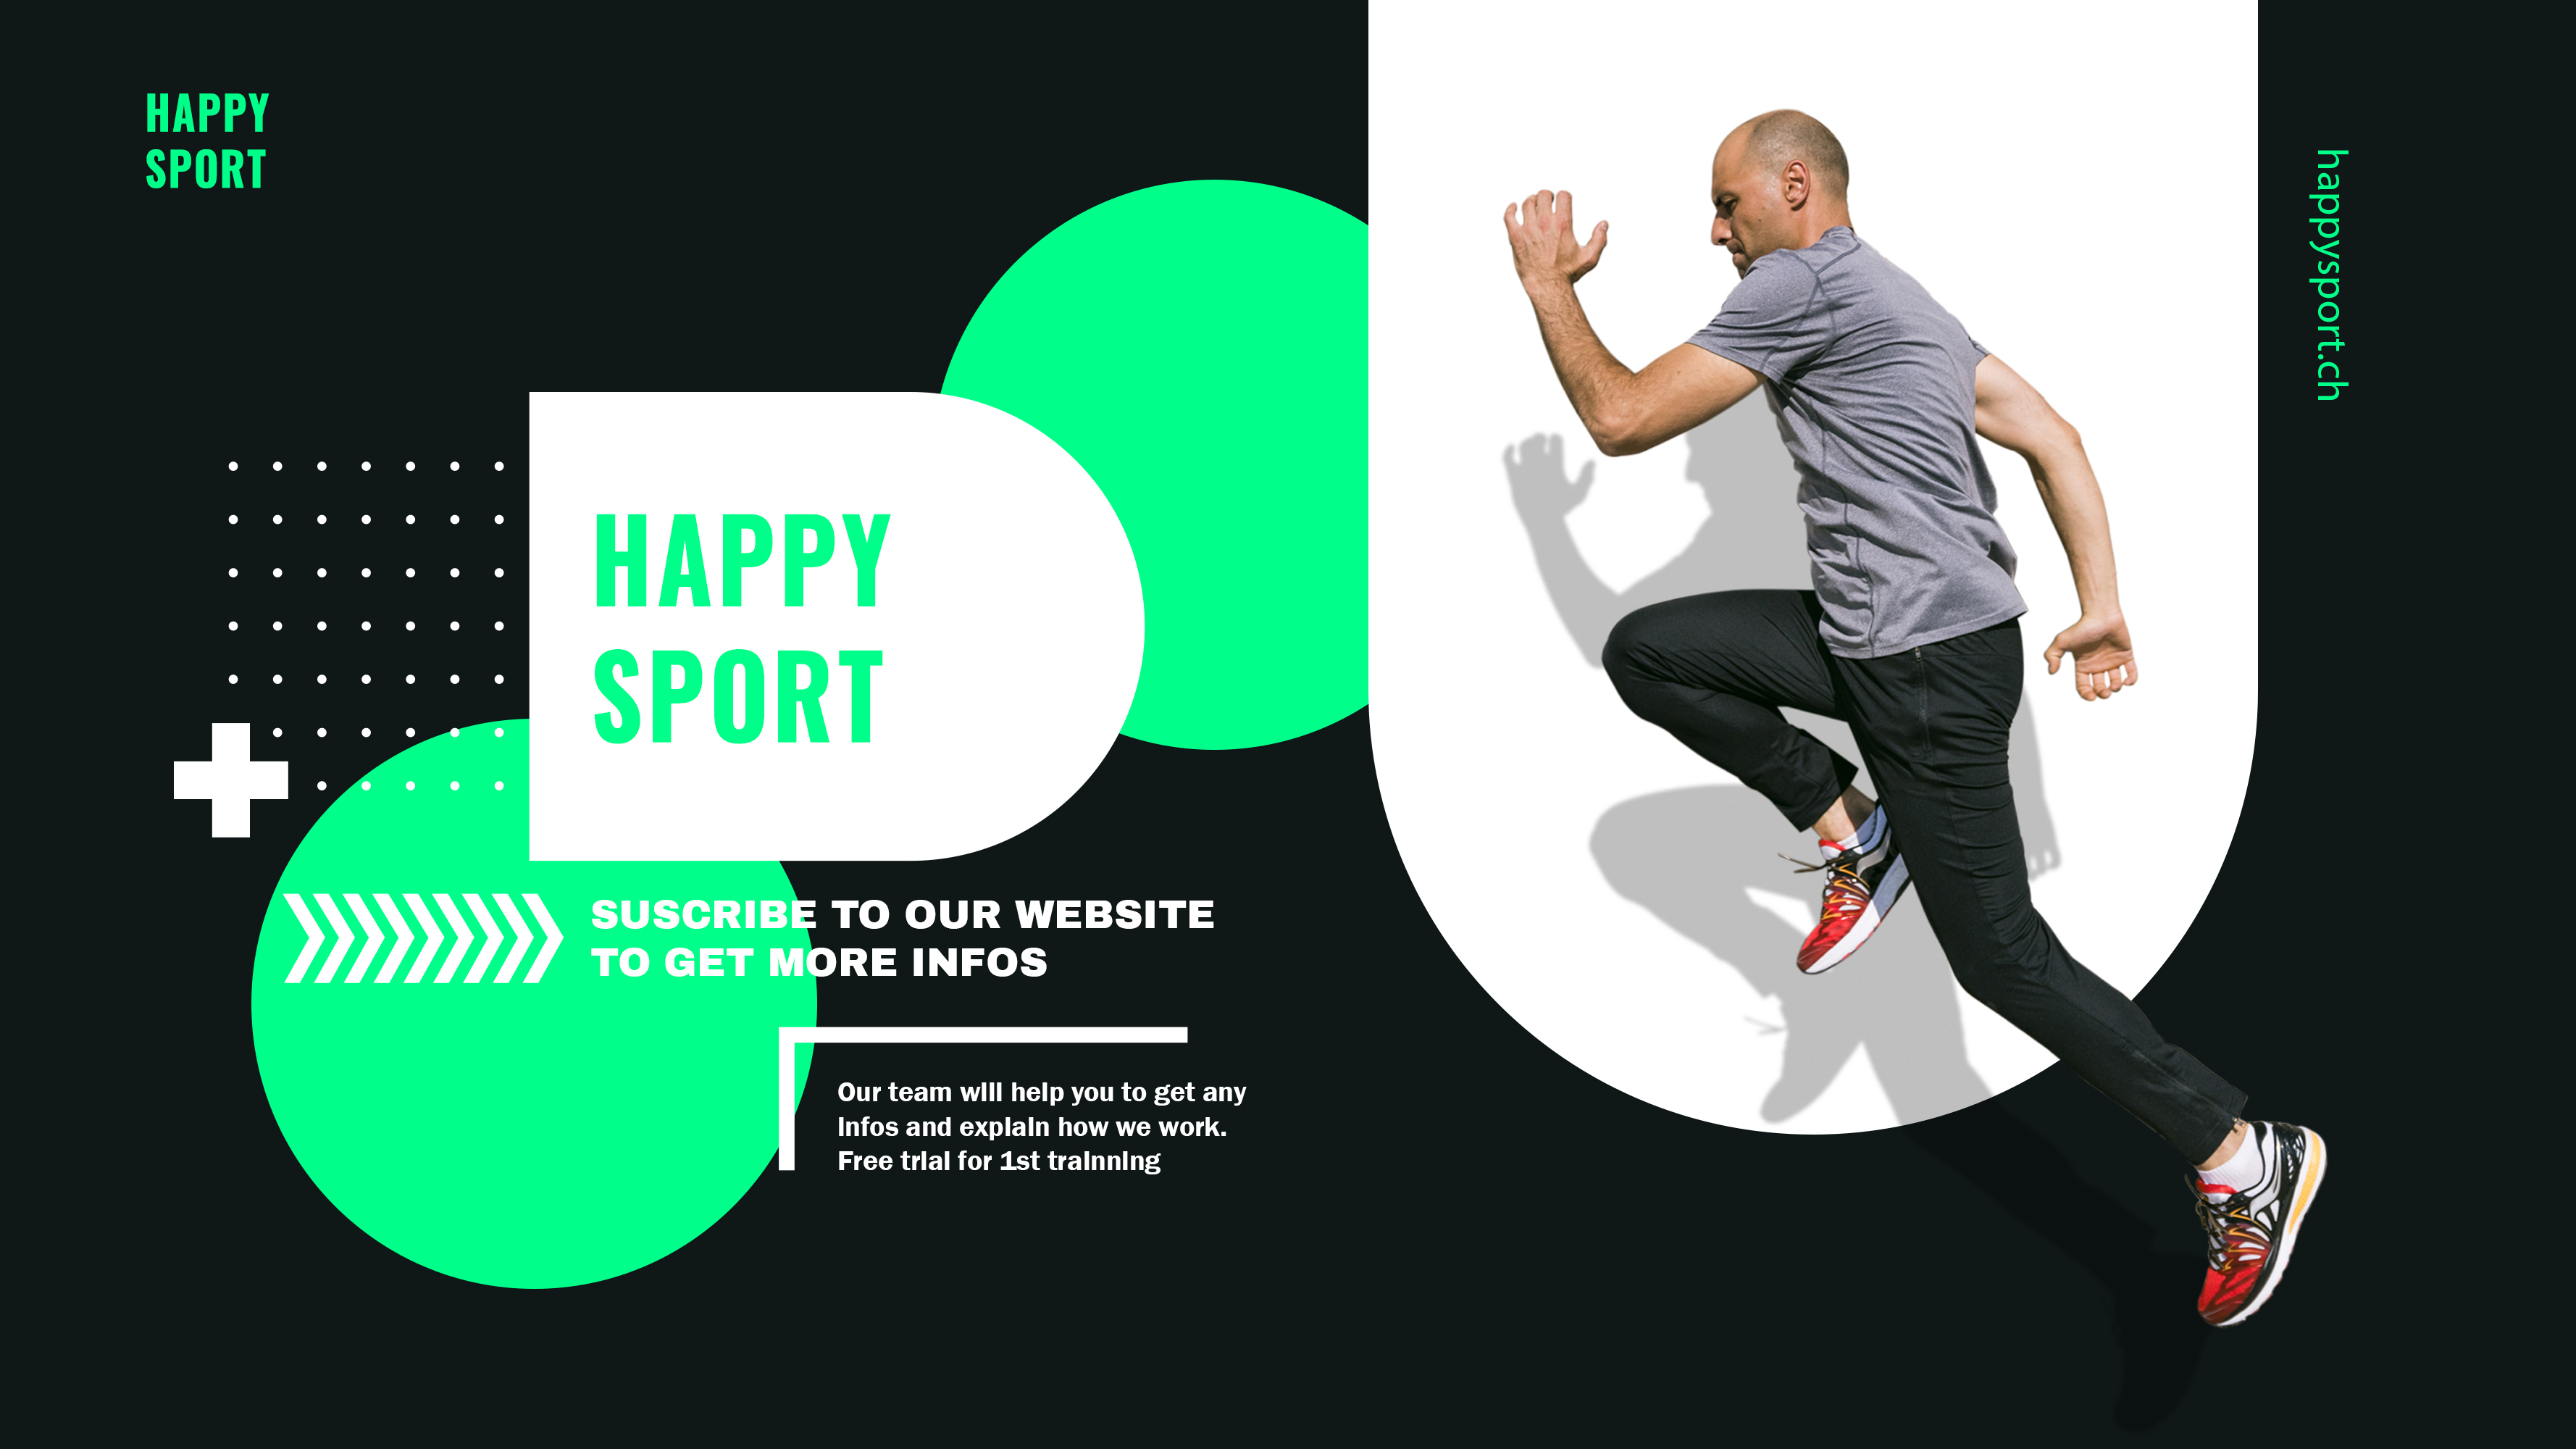 HAPPY
SPORT
happysport.ch
HAPPY
SPORT
SUSCRIBE TO OUR WEBSITE
TO GET MORE INFOS
Our team will help you to get any
infos and explain how we work.
Free trial for 1st trainning